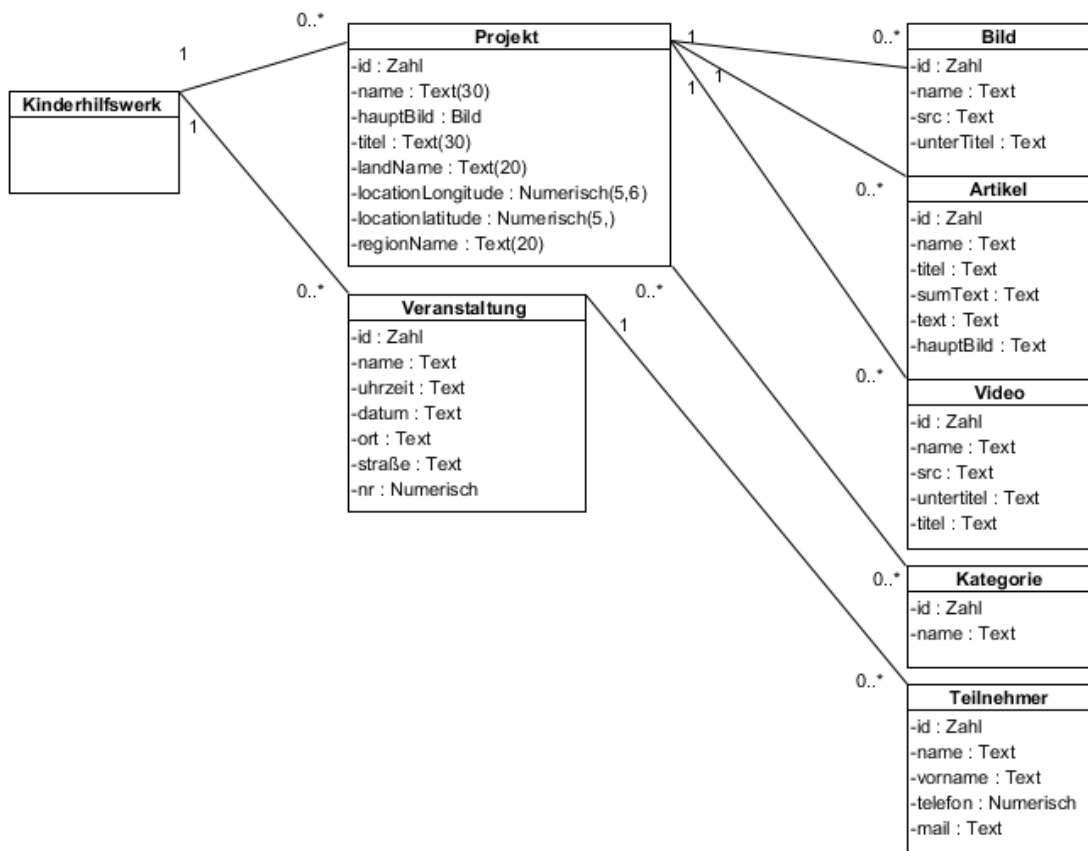 Kinderhilfswerk
1
1
0..*
Projekt
-id : Zahl
-name : Text(30)
-hauptBild : Bild
-titel : Text(30)
-landName : Text(20)
-locationLongitude : Numerisch(5,6)
-locationlatitude : Numerisch(5,)
-regionName : Text(20)
1
1
1
0..*
0..*
Veranstaltung
-id : Zahl
-name : Text
-uhrzeit : Text
-datum : Text
-ort : Text
-straße : Text
-nr : Numerisch
1
0..*
Bild
-id : Zahl
-name : Text
-src : Text
-unterTitel : Text
0..*
Artikel
-id : Zahl
-name : Text
-titel : Text
-sumText : Text
-text : Text
-hauptBild : Text
0..*
Video
-id : Zahl
-name : Text
-src : Text
-untertitel : Text
-titel : Text
0..*
Kategorie
-id : Zahl
-name : Text
0..*
Teilnehmer
-id : Zahl
-name : Text
-vorname : Text
-telefon : Numerisch
-mail : Text